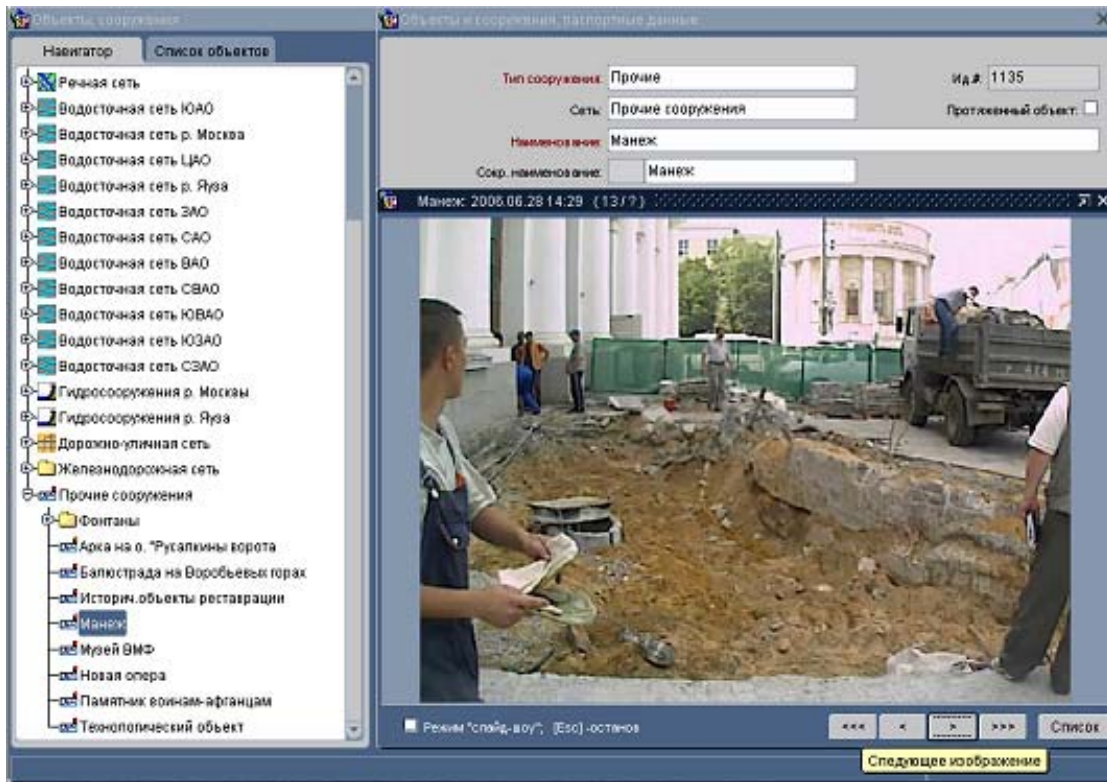 Объекты, сооружения
Навигатор
Список объектов
Речная сеть
Водосточная сеть ЮАО
Водосточная сеть р. Москва
Водосточная сеть ЦАО
Водосточная сеть р. Яуза
Водосточная сеть ЗАО
Водосточная сеть САО
Водосточная сеть ВАО
Водосточная сеть СВАО
Водосточная сеть ЮВАО
Водосточная сеть ЮЗАО
Водосточная сеть СЗАО
Гидросооружения р. Москвы
Гидросооружения р. Яуза
Дорожно-уличная сеть
Железнодорожная сеть
Прочие сооружения
Фонтаны
Арка на о. "Русалкины ворота
Балюстрада на Воробьевых горах
Историч.объекты реставрации
Манеж
Музей ВМФ
Новая опера
Памятник воинам-афганцам
Технологический объект
Объекты и сооружения, паспортные данные
Тип сооружения: Прочие
Ид.#: 1135
Сеть: Прочие сооружения
Протяженный объект:
Наименование: Манеж
Сокр. наименование: Манеж
Манеж: 2006.06.28 14:29 (13/?)
Режим "слайд-шоу"; [Esc]-останов
<<< < > >>> Список
Следующее изображение